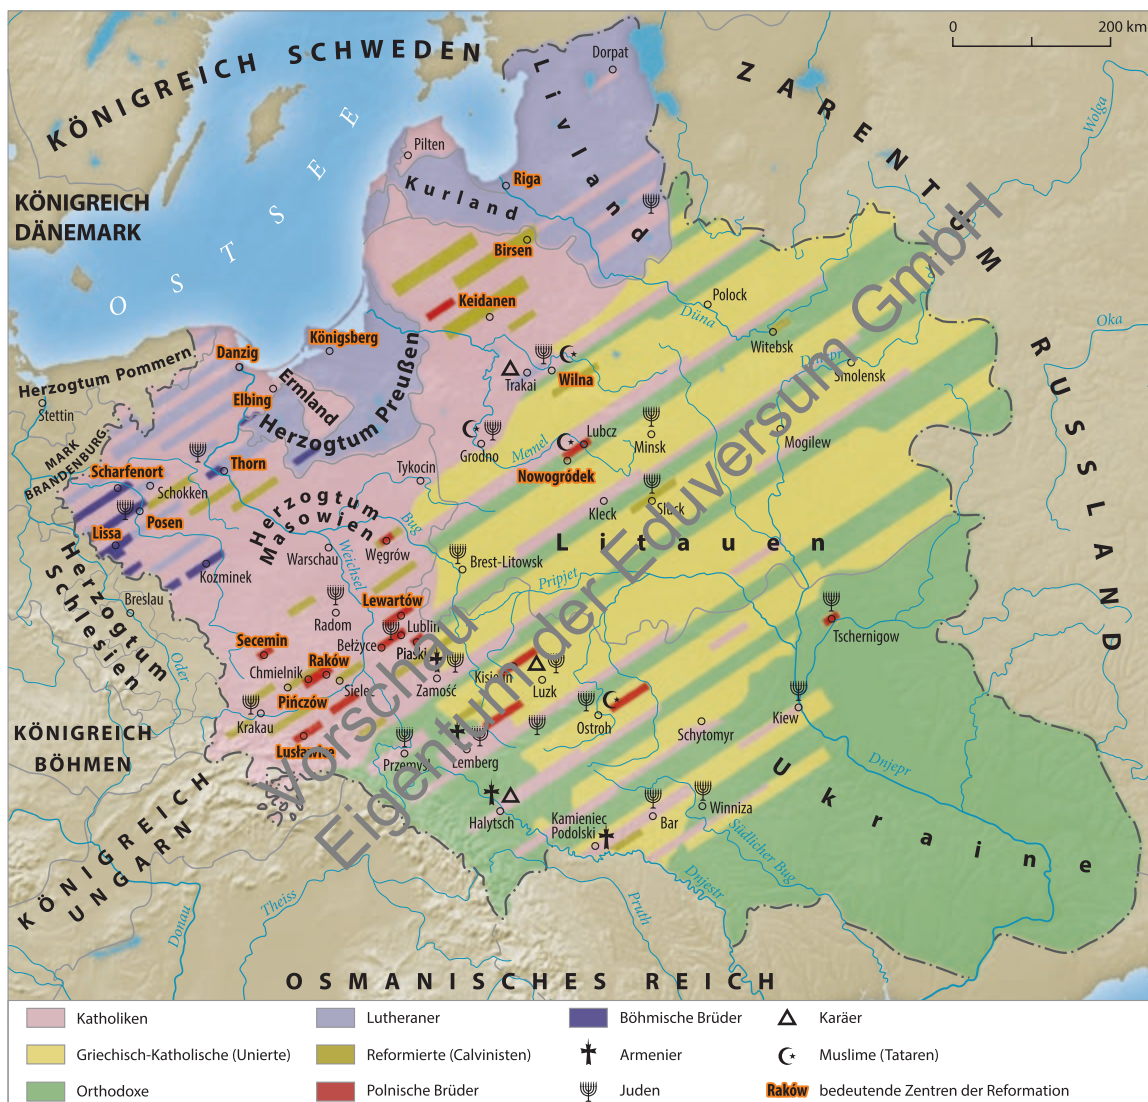 0 200 km
KÖNIGREICH SCHWEDEN
ZARENTUM
RUSSLAND
Wolga
Oka
Dorpat
Livland
Pilten
Kurland
Riga
KÖNIGREICH
DÄNEMARK
OSTSEE
Birsen
Keidanen
Polock
Düna
Witebsk
Dnjepr
Smolensk
Königsberg
Danzig
Herzogtum Pommern
Stettin
Elbing
Ermland
Herzogtum Preußen
Trakai
Wilna
Grodno
Memel
Lubcz
Nowogródek
Minsk
Mogilew
MARK
BRANDENBURG
Scharfenort
Schokken
Thorn
Posen
Lissa
Tykocin
Herzogtum
Masowien
Bug
Kleck
Sluck
Warschau
Weichsel
Węgrów
Brest-Litowsk
Litauen
Pripjet
Kozminek
Herzogtum
Schlesien
Breslau
Oder
Radom
Lewartów
Lublin
Bełżyce
Piaski
Tschernigow
Secemin
Chmielnik
Raków
Pińczów
Sielec
Zamość
Kisielin
Luzk
Ostroh
Kiew
Schytomyr
Krakau
Lusławice
Przemysl
Lemberg
KÖNIGREICH
BÖHMEN
Dnjepr
Ukraine
Halytsch
Kamieniec
Podolski
Bar
Winniza
Südlicher Bug
Dnjestr
KÖNIGREICH
UNGARN
Donau
Theiss
Pruth
OSMANISCHES REICH
Vorschau
Eigentum der Eduversum GmbH
Katholiken
Griechisch-Katholische (Unierte)
Orthodoxe
Lutheraner
Reformierte (Calvinisten)
Polnische Brüder
Böhmische Brüder
Armenier
Juden
Karäer
Muslime (Tataren)
Raków bedeutende Zentren der Reformation